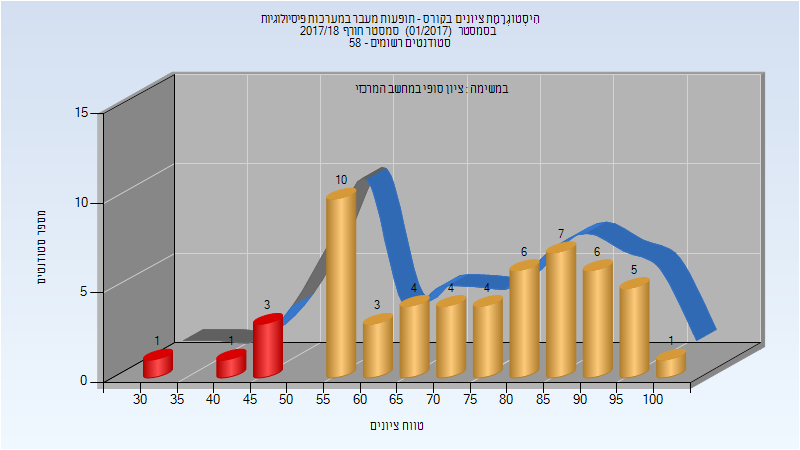 היסטוגרמת ציונים בקורס - תופעות מעבר במערכות פיסיולוגיות
בסמסטר (01/2017) סמסטר חורף 2017/18
סטודנטים רשומים - 58
במשימה : ציון סופי במחשב המרכזי
מספר סטודנטים
15
10
5
0
1
1
3
10
3
4
4
4
6
7
6
5
1
30 35 40 45 50 55 60 65 70 75 80 85 90 95 100
טווח ציונים